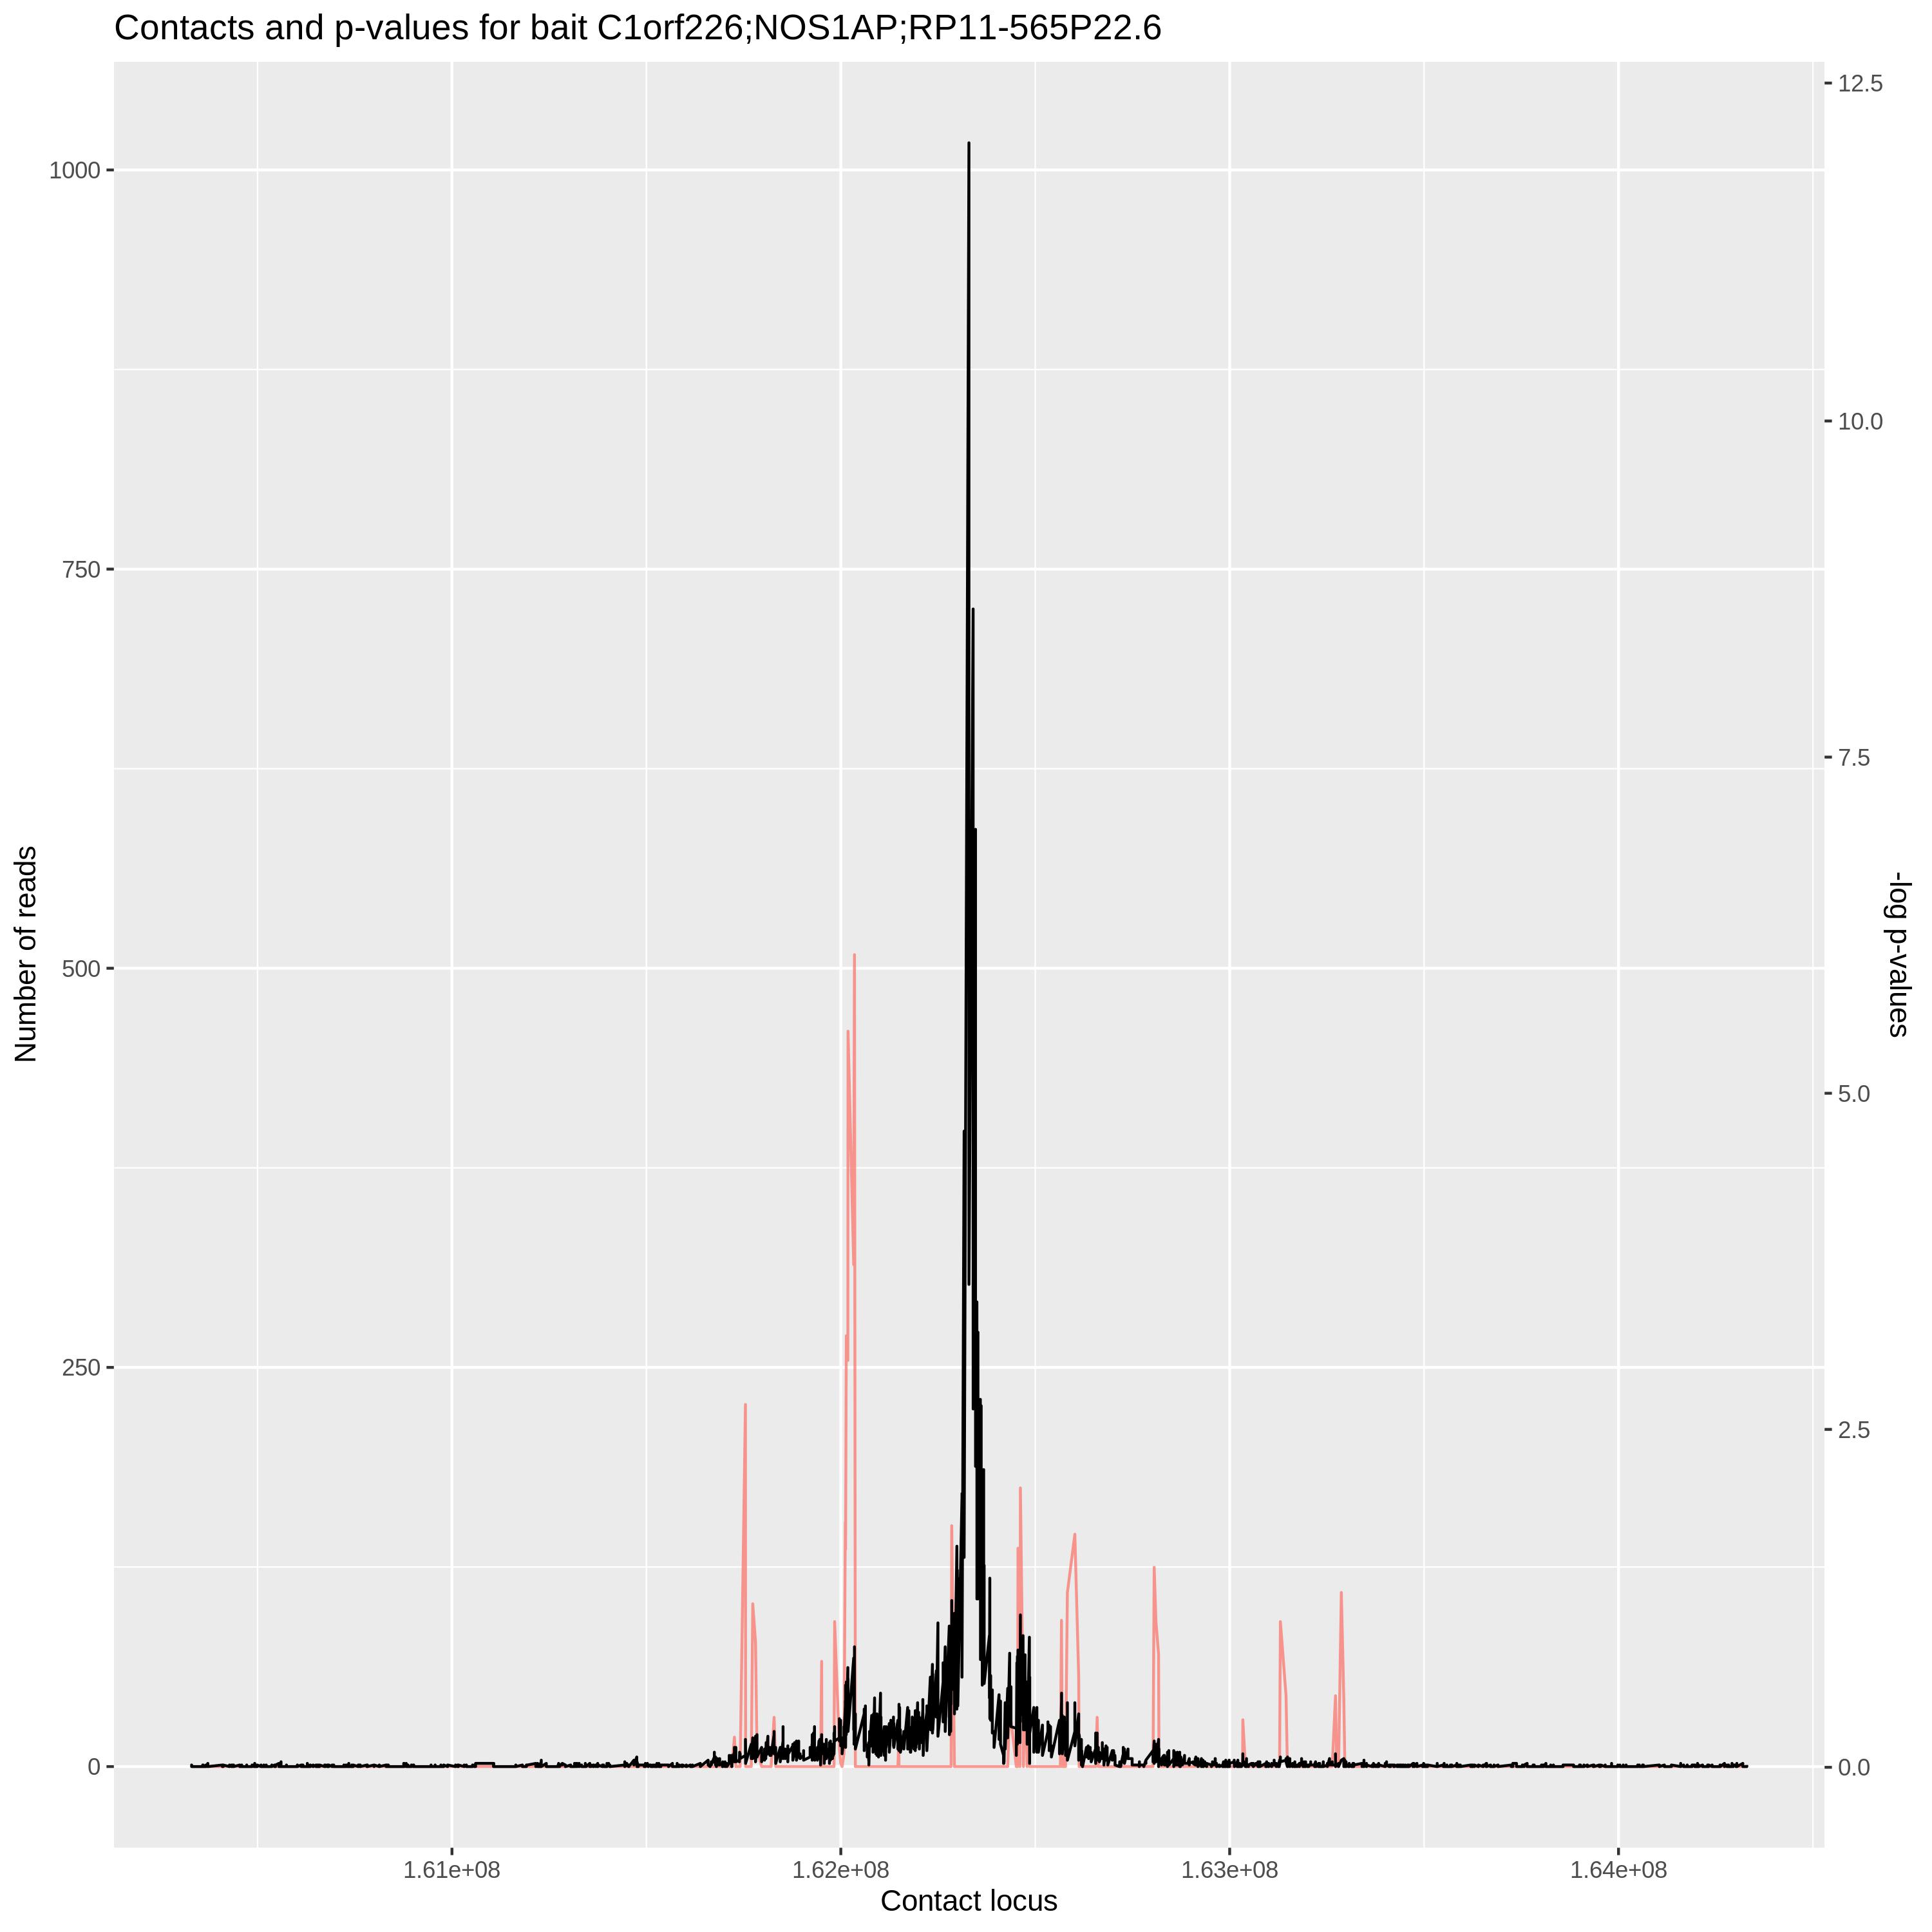 Contacts and p-values for bait C1orf226;NOS1AP;RP11-565P22.6
Number of reads
1000
750
500
250
0
12.5
10.0
7.5
5.0
2.5
0.0
-log p-values
1.61e+08 1.62e+08 1.63e+08 1.64e+08
Contact locus